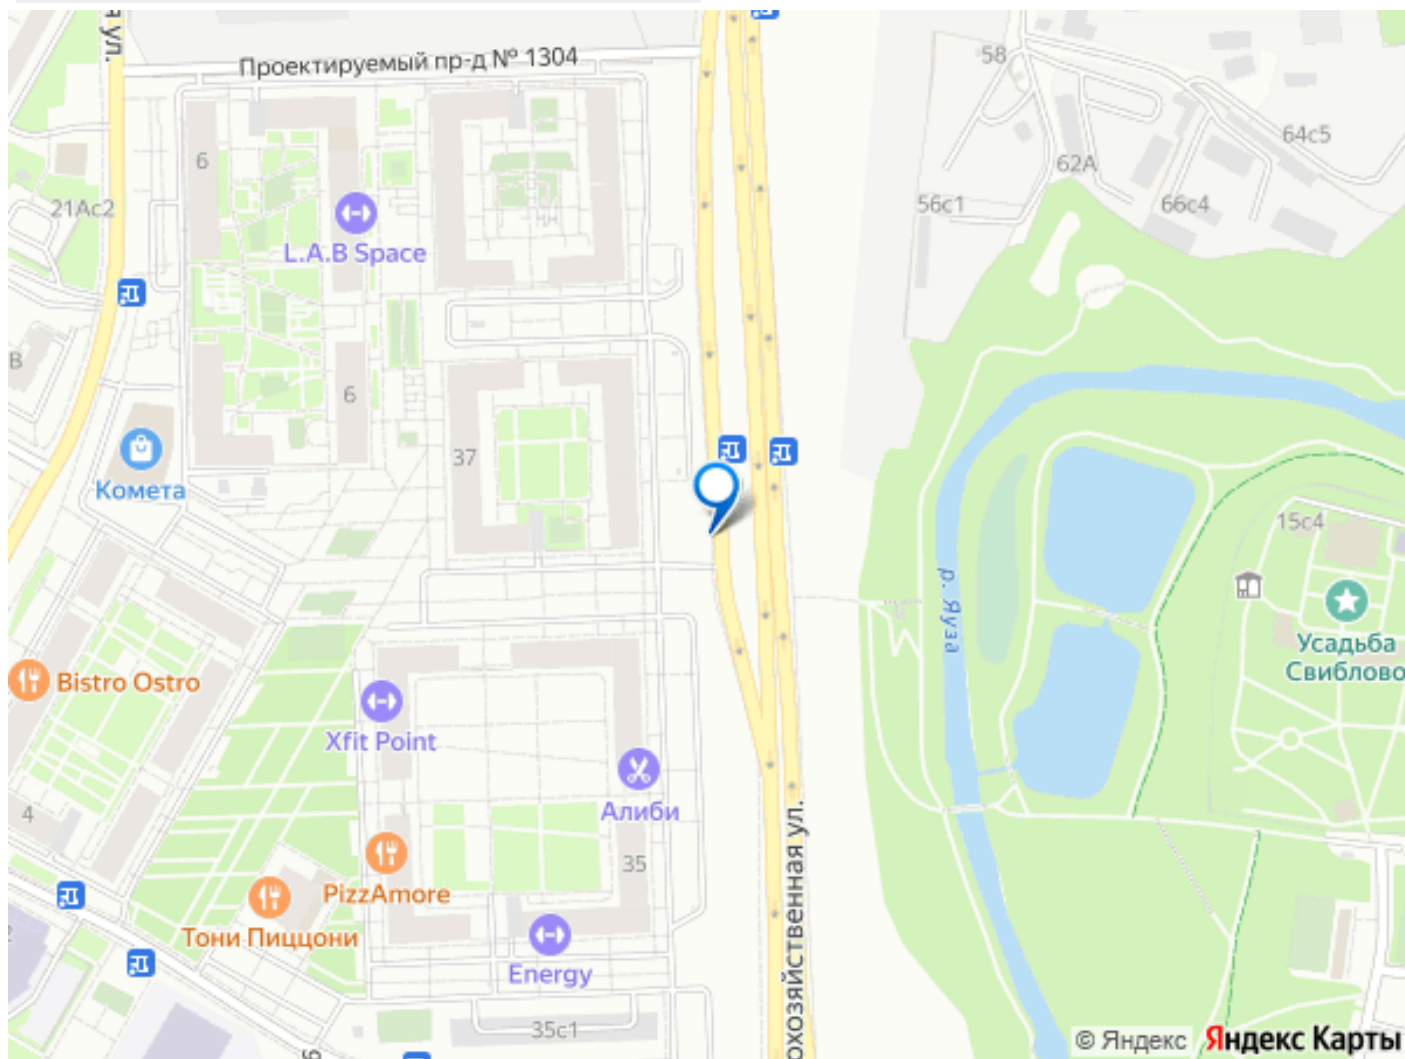 я ул.
Проектируемый пр-д № 1304
58
64с5
62А
6
21Ас2
56с1
66с4
L.A.B Space
В
6
37
Комета
15с4
р. Яуза
Усадьба
Свиблово
Bistro Ostro
Xfit Point
Алиби
4
35
PizzAmore
охозяйственная ул.
Тони Пиццони
Energy
35с1
© Яндекс
Яндекс Карты